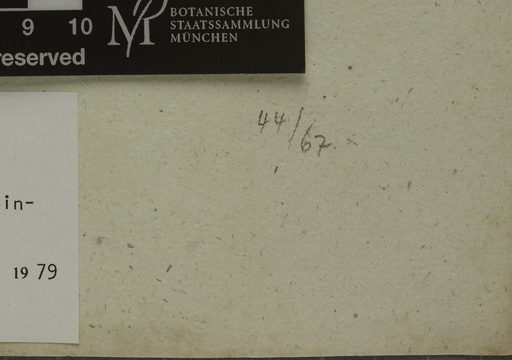 9 10
reserved
BOTANISCHE
STAATSSAMMLUNG
MÜNCHEN
44/67
in-
19 79